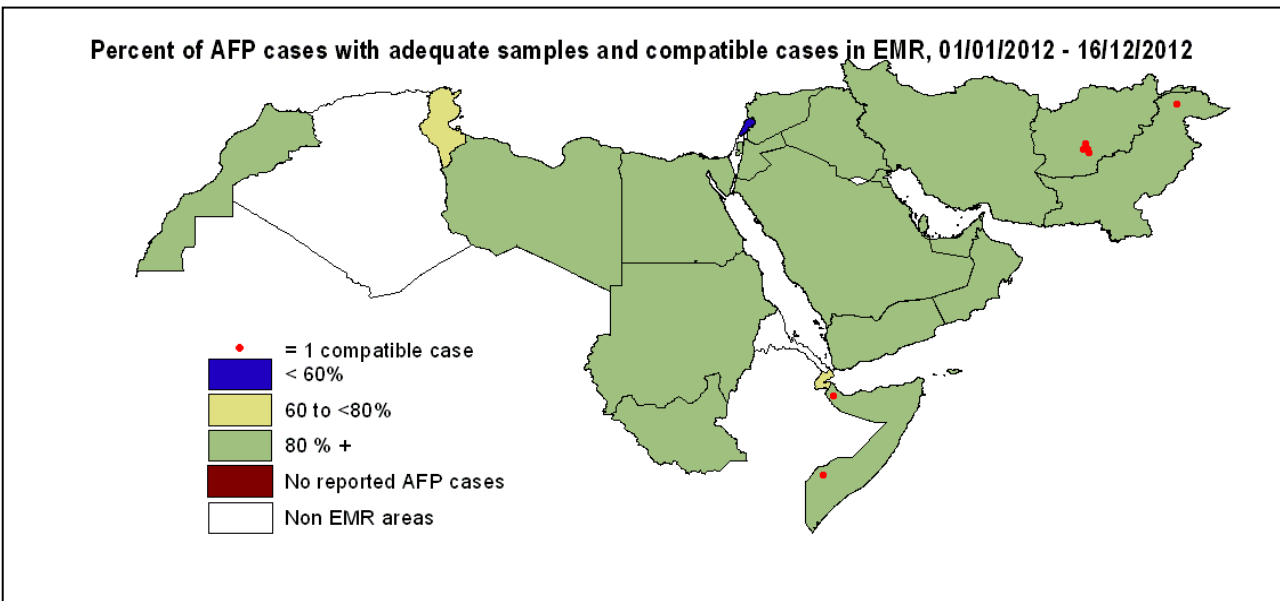 Percent of AFP cases with adequate samples and compatible cases in EMR, 01/01/2012 - 16/12/2012
= 1 compatible case
< 60%
60 to <80%
80 % +
No reported AFP cases
Non EMR areas